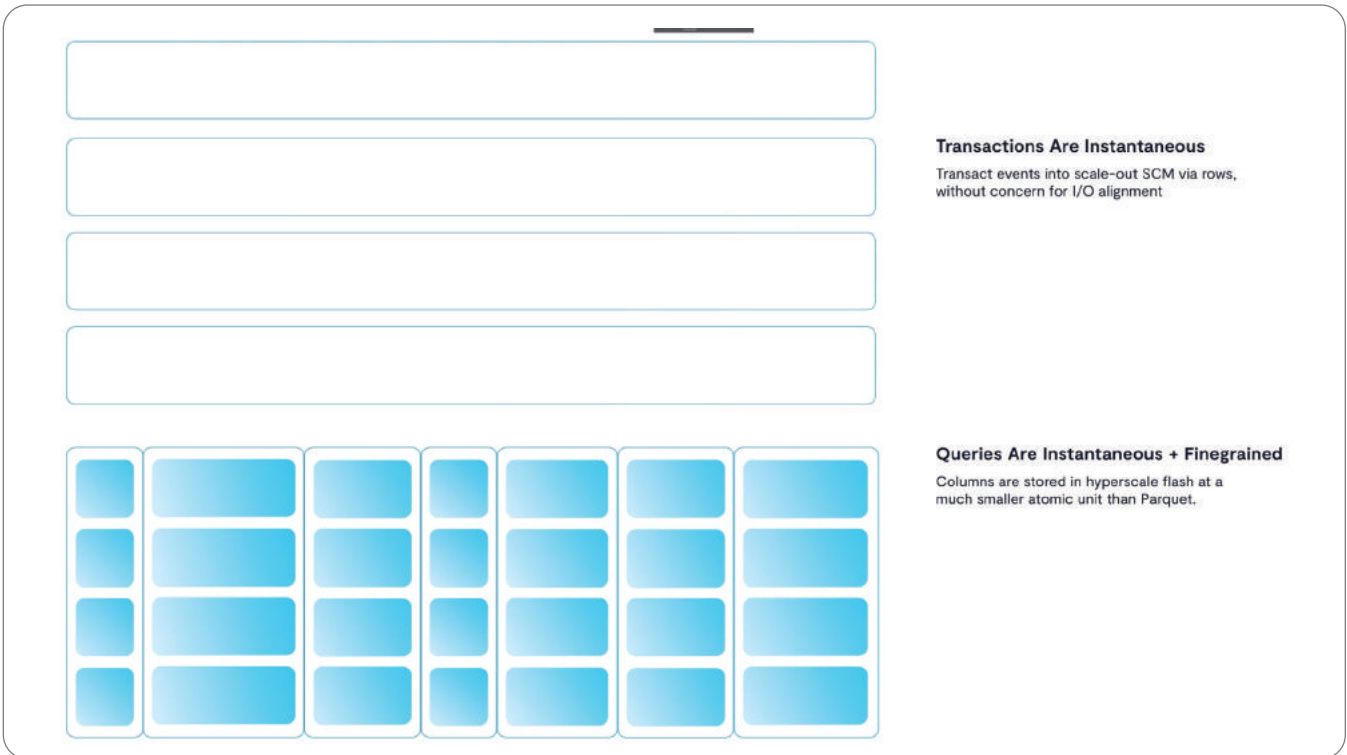 Transactions Are Instantaneous
Transact events into scale-out SCM via rows,
without concern for I/O alignment
Queries Are Instantaneous + Finegrained
Columns are stored in hyperscale flash at a
much smaller atomic unit than Parquet.